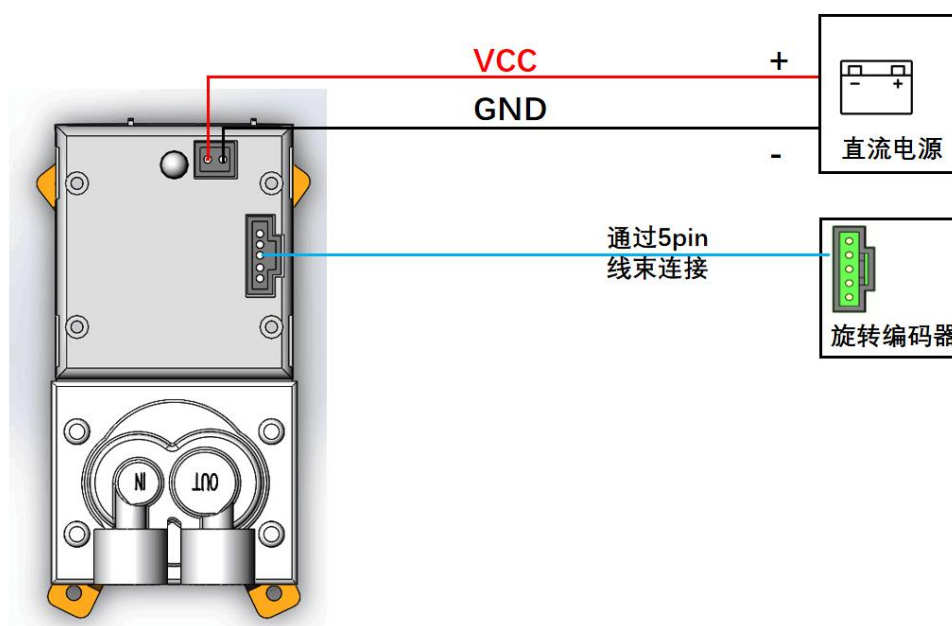 VCC
+
GND
-
直流电源
- +
通过5pin
线束连接
旋转编码器
IN
OUT